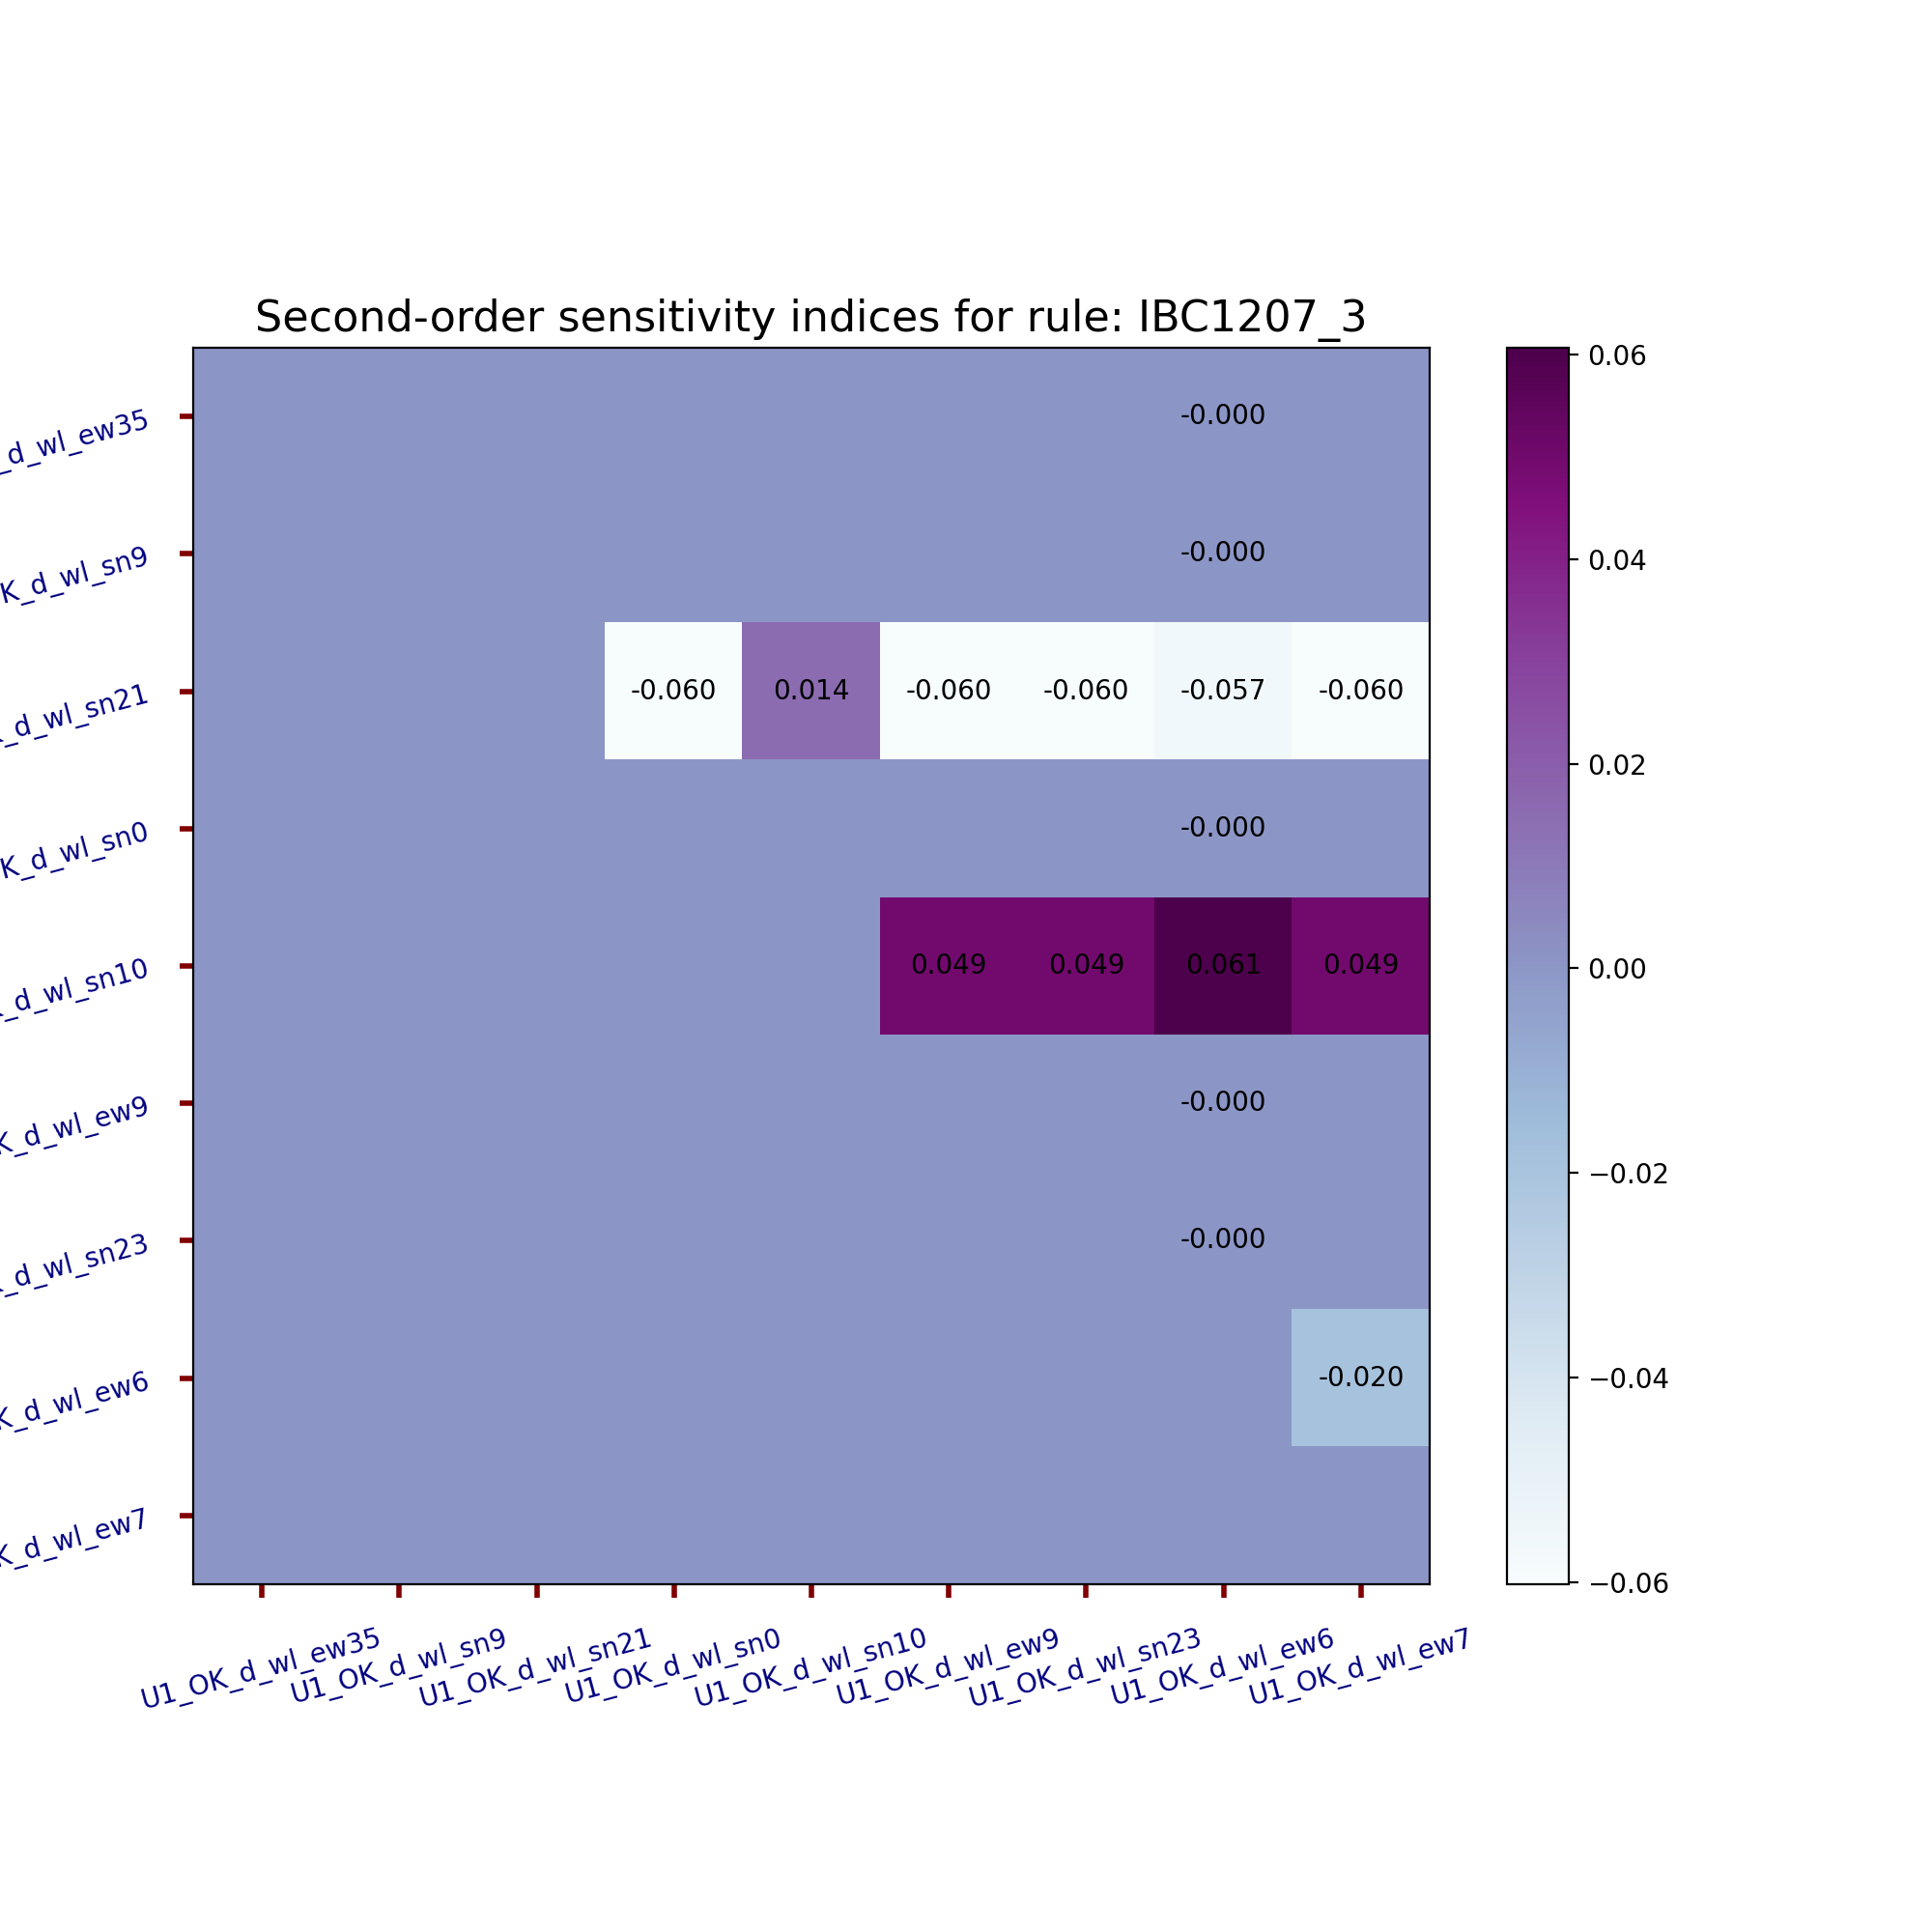 Second-order sensitivity indices for rule: IBC1207_3
_d_wl_ew35
-0.000
K_d_wl_sn9
-0.000
_d_wl_sn21
-0.060 0.014 -0.060 -0.060 -0.057 -0.060
K_d_wl_sn0
-0.000
_d_wl_sn10
0.049 0.049 0.061 0.049
K_d_wl_ew9
-0.000
_d_wl_sn23
-0.000
K_d_wl_ew6
-0.020
K_d_wl_ew7
U1_OK_d_wl_ew35
U1_OK_d_wl_sn9
U1_OK_d_wl_sn21
U1_OK_d_wl_sn0
U1_OK_d_wl_sn10
U1_OK_d_wl_ew9
U1_OK_d_wl_sn23
U1_OK_d_wl_ew6
U1_OK_d_wl_ew7
0.06
0.04
0.02
0.00
−0.02
−0.04
−0.06